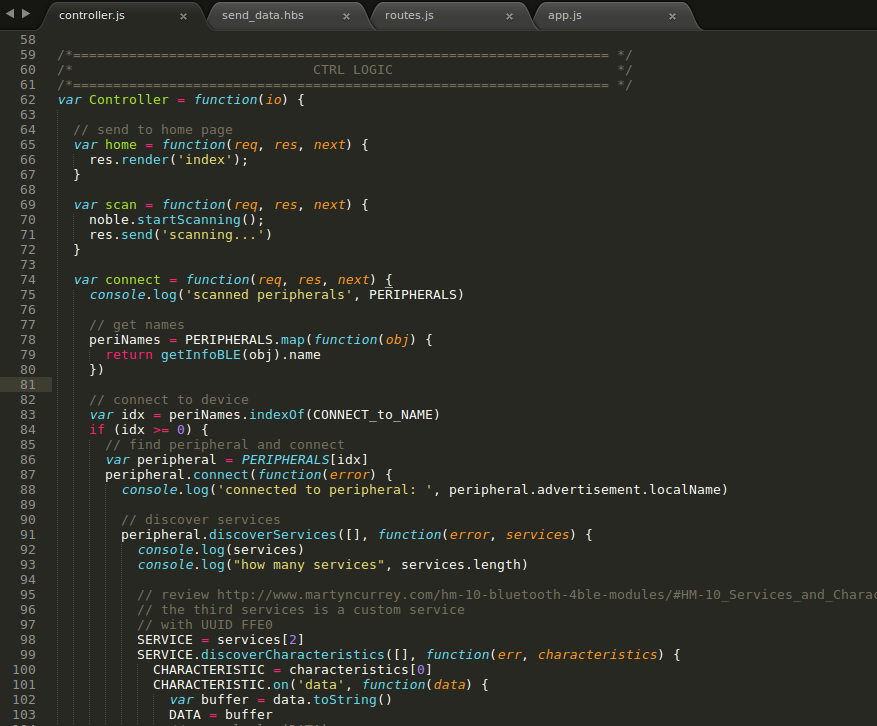 controller.js × send_data.hbs × routes.js × app.js ×
58
59 /*=================================================================== */
60 /* CTRL LOGIC */
61 /*=================================================================== */
62 var Controller = function(io) {
63
64 // send to home page
65 var home = function(req, res, next) {
66 res.render('index');
67 }
68
69 var scan = function(req, res, next) {
70 noble.startScanning();
71 res.send('scanning...')
72 }
73
74 var connect = function(req, res, next) {
75 console.log('scanned peripherals', PERIPHERALS)
76
77 // get names
78 periNames = PERIPHERALS.map(function(obj) {
79 return getInfoBLE(obj).name
80 })
81
82 // connect to device
83 var idx = periNames.indexOf(CONNECT_to_NAME)
84 if (idx >= 0) {
85 // find peripheral and connect
86 var peripheral = PERIPHERALS[idx]
87 peripheral.connect(function(error) {
88 console.log('connected to peripheral: ', peripheral.advertisement.localName)
89
90 // discover services
91 peripheral.discoverServices([], function(error, services) {
92 console.log(services)
93 console.log("how many services", services.length)
94
95 // review http://www.martyncurrey.com/hm-10-bluetooth-4ble-modules/#HM-10_Services_and_Charac
96 // the third services is a custom service
97 // with UUID FFE0
98 SERVICE = services[2]
99 SERVICE.discoverCharacteristics([], function(err, characteristics) {
100 CHARACTERISTIC = characteristics[0]
101 CHARACTERISTIC.on('data', function(data) {
102 var buffer = data.toString()
103 DATA = buffer